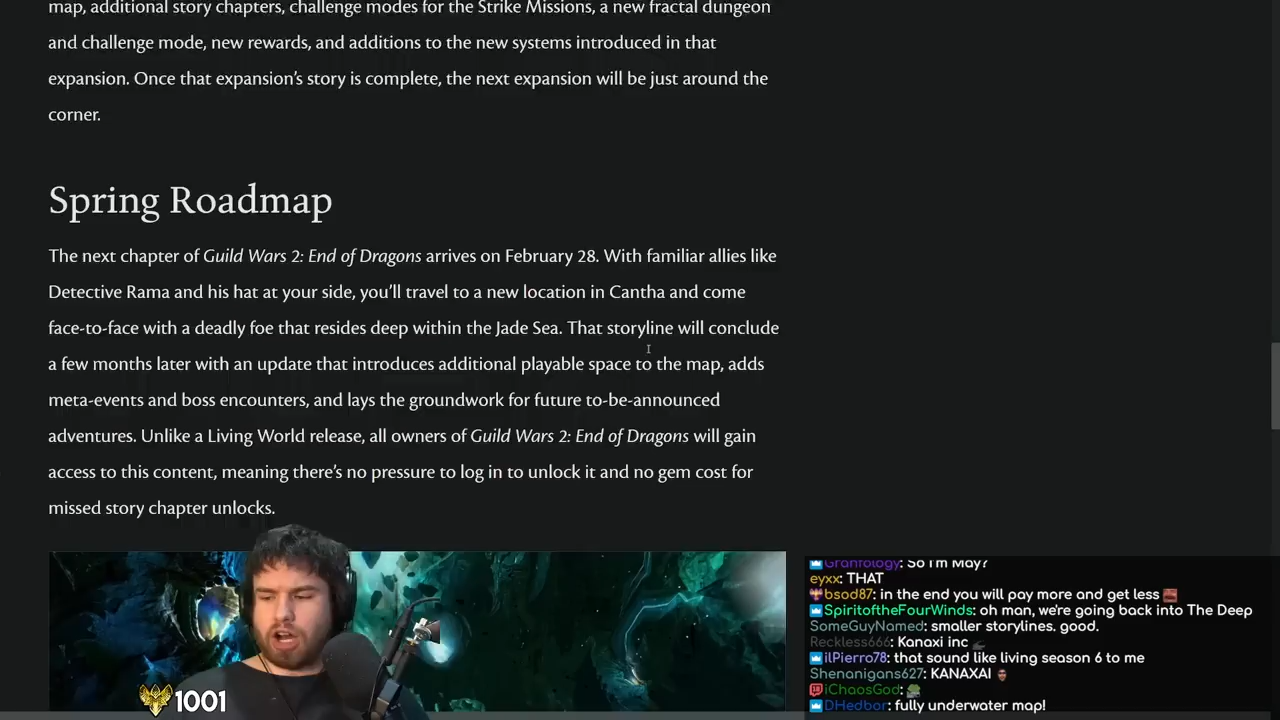 map, additional story chapters, challenge modes for the Strike Missions, a new fractal dungeon
and challenge mode, new rewards, and additions to the new systems introduced in that
expansion. Once that expansion's story is complete, the next expansion will be just around the
corner.
Spring Roadmap
The next chapter of Guild Wars 2: End of Dragons arrives on February 28. With familiar allies like
Detective Rama and his hat at your side, you'll travel to a new location in Cantha and come
face-to-face with a deadly foe that resides deep within the Jade Sea. That storyline will conclude
a few months later with an update that introduces additional playable space to the map, adds
meta-events and boss encounters, and lays the groundwork for future to-be-announced
adventures. Unlike a Living World release, all owners of Guild Wars 2: End of Dragons will gain
access to this content, meaning there's no pressure to log in to unlock it and no gem cost for
missed story chapter unlocks.
1001
Granrology: So I'm May?
eyxx: THAT
bsod87: in the end you will pay more and get less
SpiritoftheFourWinds: oh man, we're going back into The Deep
SomeGuyNamed: smaller storylines. good.
Reckless666: Kanaxi inc
ilPierro78: that sound like living season 6 to me
Shenanigans627: KANAXAI
iChaosGod:
DHedbor: fully underwater map!